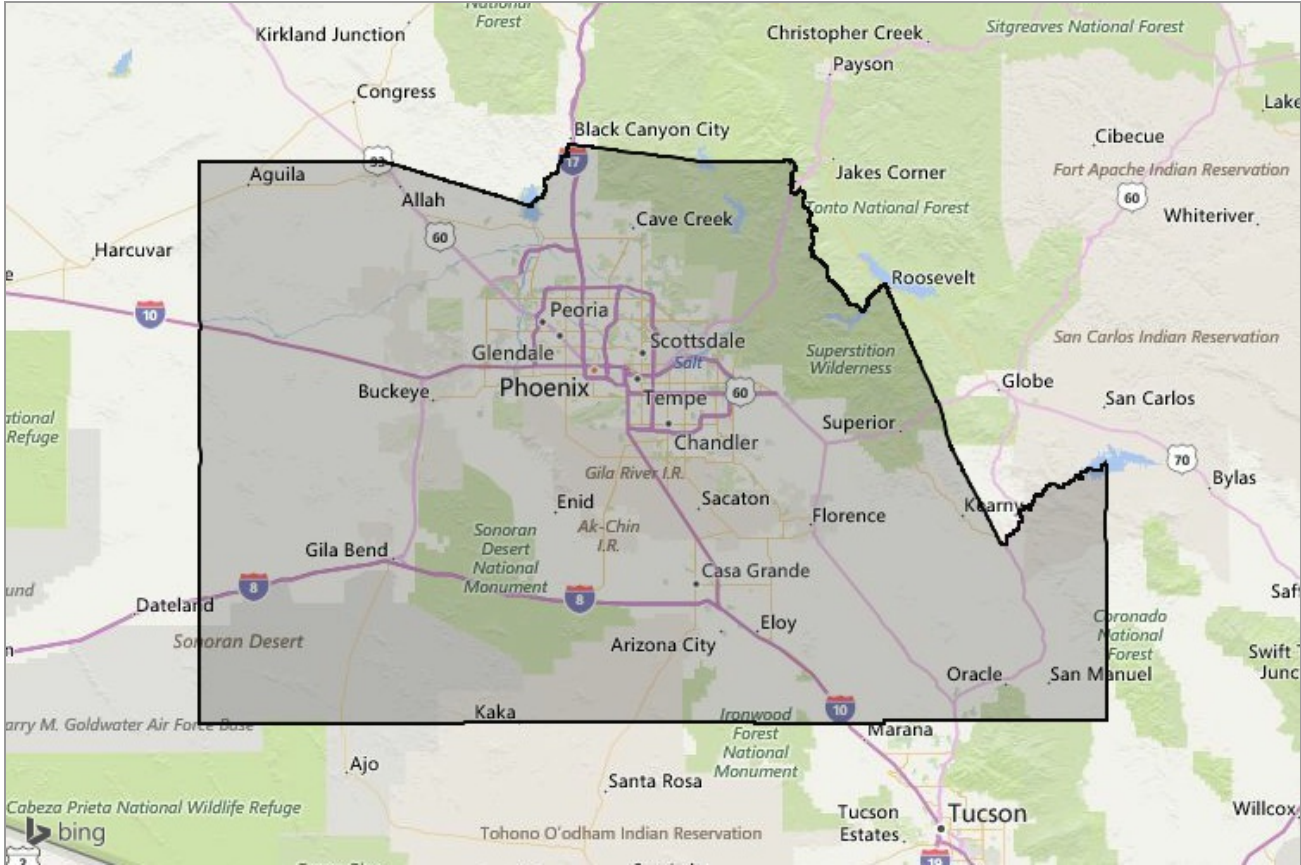 National
Forest
Christopher Creek
Sitgreaves National Forest
Kirkland Junction
Payson
Congress
Lake
Black Canyon City
Cibecue
93
17
Aguila
Jakes Corner
Fort Apache Indian Reservation
Allah
60
Tonto National Forest
Whiteriver
Cave Creek
60
Harcuvar
e
Roosevelt
10
Peoria
Scottsdale
San Carlos Indian Reservation
Glendale
Salt
Superstition
Wilderness
Phoenix
Globe
Buckeye
60
Tempe
San Carlos
ational
Refuge
Superior
Chandler
70
Gila River I.R.
Bylas
Enid
Sacaton
Kearny
Florence
Sonoran
Desert
National
Monument
Ak-Chin
I.R.
Gila Bend
Casa Grande
und
8
8
Saf
Dateland
Coronado
National
Forest
Eloy
Sonoran Desert
Arizona City
Swift T
Junc
Oracle
San Manuel
Kaka
10
arry M. Goldwater Air Force Base
Ironwood
Forest
National
Monument
Marana
Ajo
Santa Rosa
Cabeza Prieta National Wildlife Refuge
Tucson
Estates
Tucson
Willcox
bing
Tohono O'odham Indian Reservation
2
19